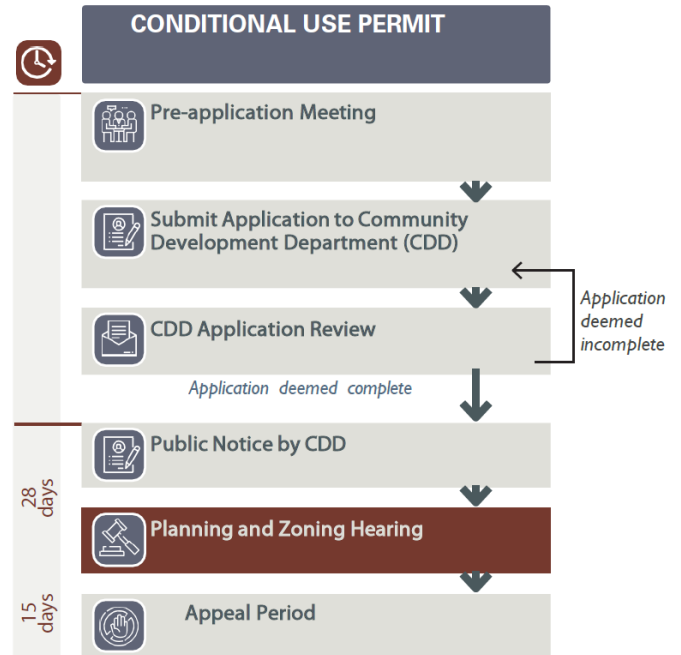 CONDITIONAL USE PERMIT
Pre-application Meeting
Submit Application to Community
Development Department (CDD)
Application
deemed
incomplete
CDD Application Review
Application deemed complete
Public Notice by CDD
28
days
Planning and Zoning Hearing
15
days
Appeal Period